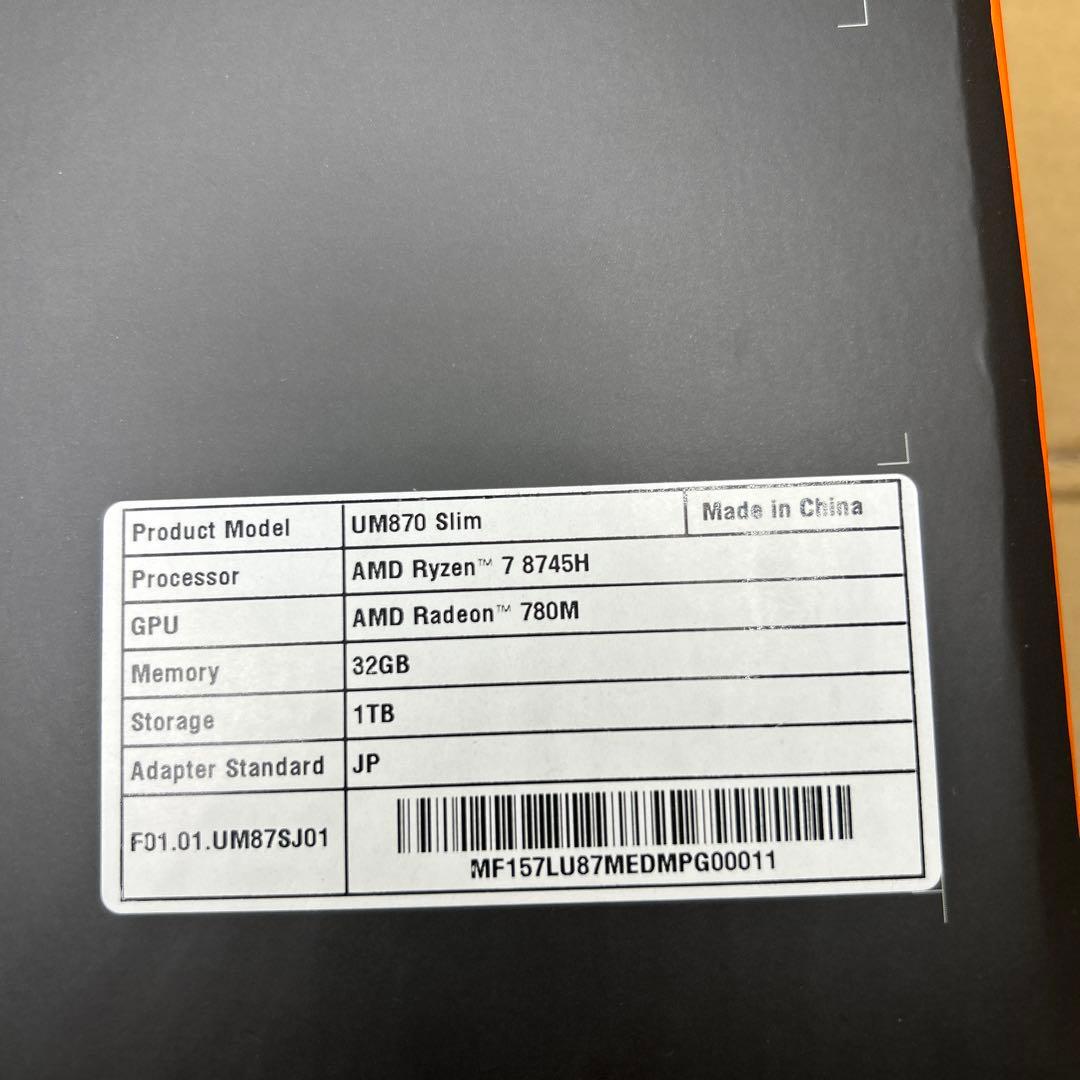 Product Model UM870 Slim Made in China
Processor AMD Ryzen™ 7 8745H
GPU AMD Radeon™ 780M
Memory 32GB
Storage 1TB
Adapter Standard JP
F01.01.UM87SJ01
MF157LU87MEDMPG00011